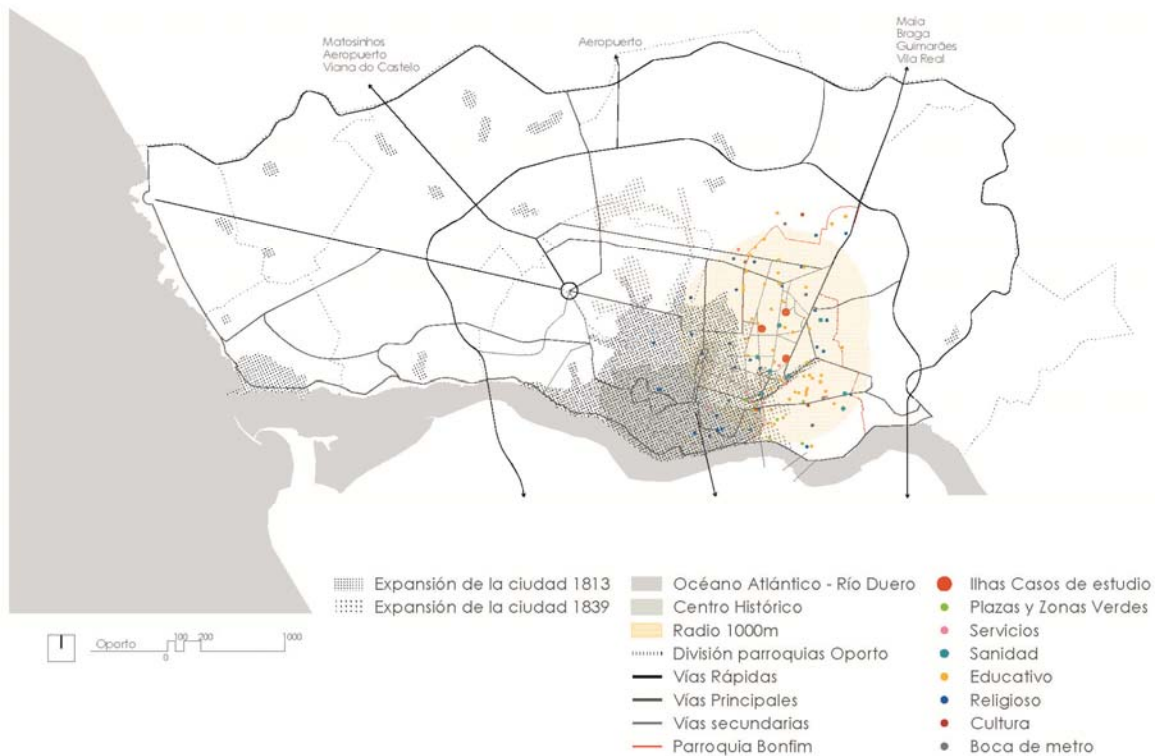 Matosinhos
Aeropuerto
Viana do Castelo
Aeropuerto
Maia
Braga
Guimarães
Vila Real
Expansión de la ciudad 1813
Expansión de la ciudad 1839
Oporto
0
100
200
1000
Océano Atlántico - Río Duero
Centro Histórico
Radio 1000m
División parroquias Oporto
Vías Rápidas
Vías Principales
Vías secundarias
Parroquia Bonfim
Ilhas Casos de estudio
Plazas y Zonas Verdes
Servicios
Sanidad
Educativo
Religioso
Cultura
Boca de metro